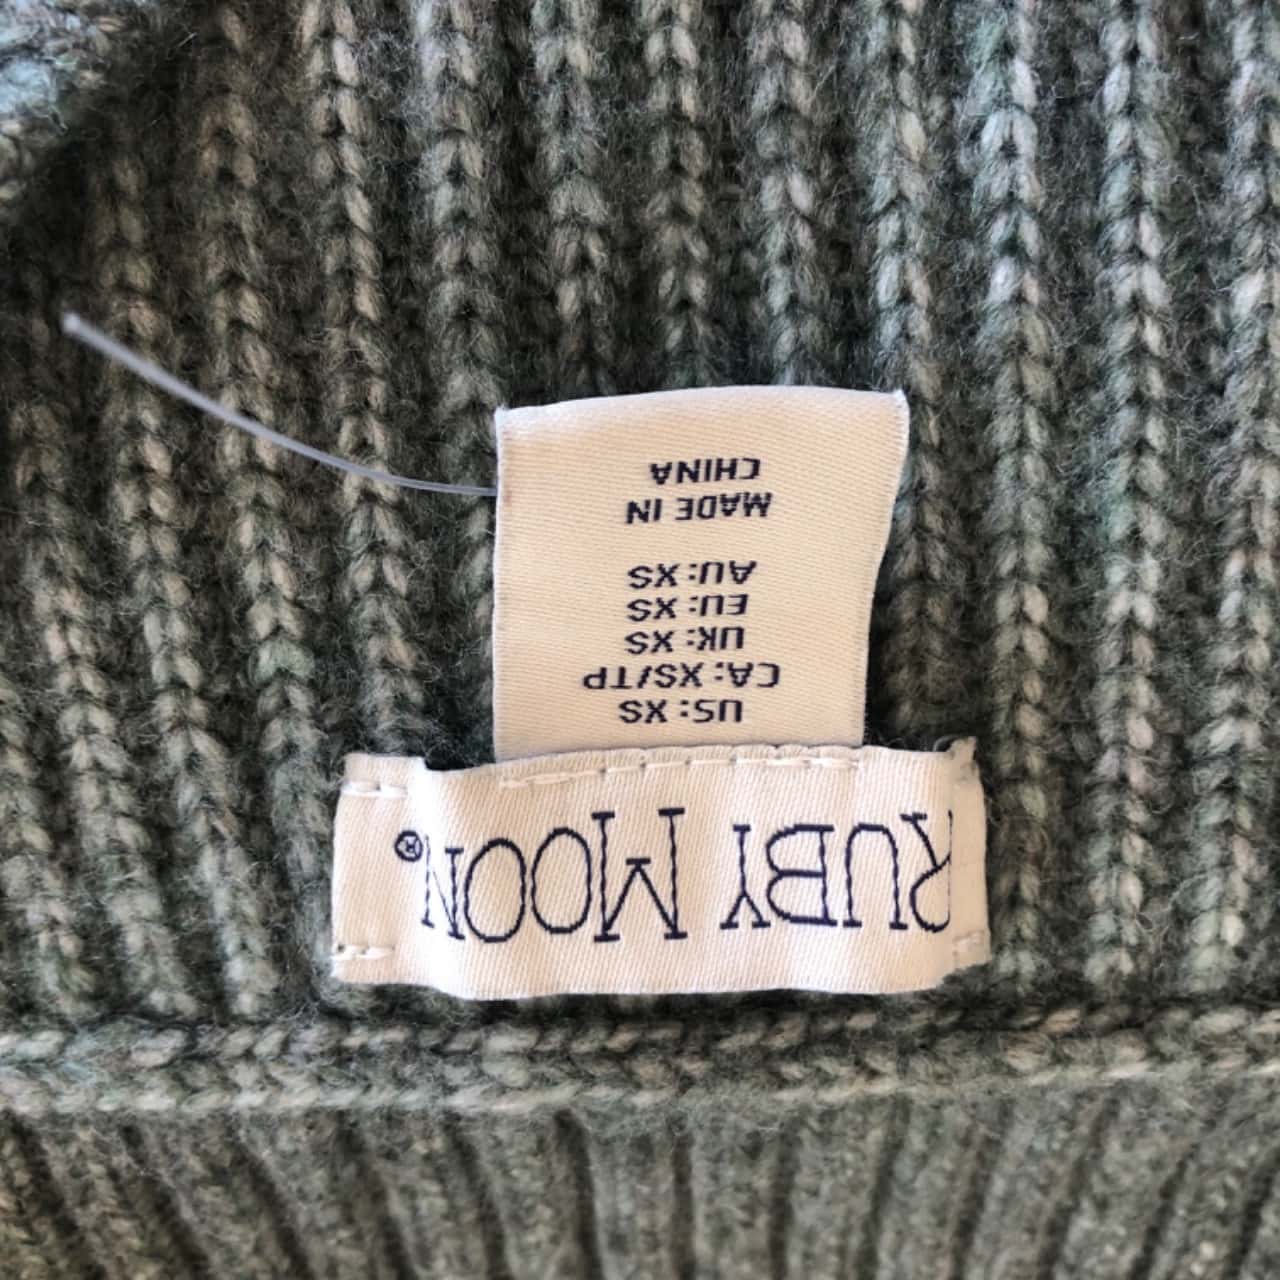 RUBY MOON®
US: XS
CA: XS/TP
UK: XS
EU: XS
AU: XS
MADE IN
CHINA